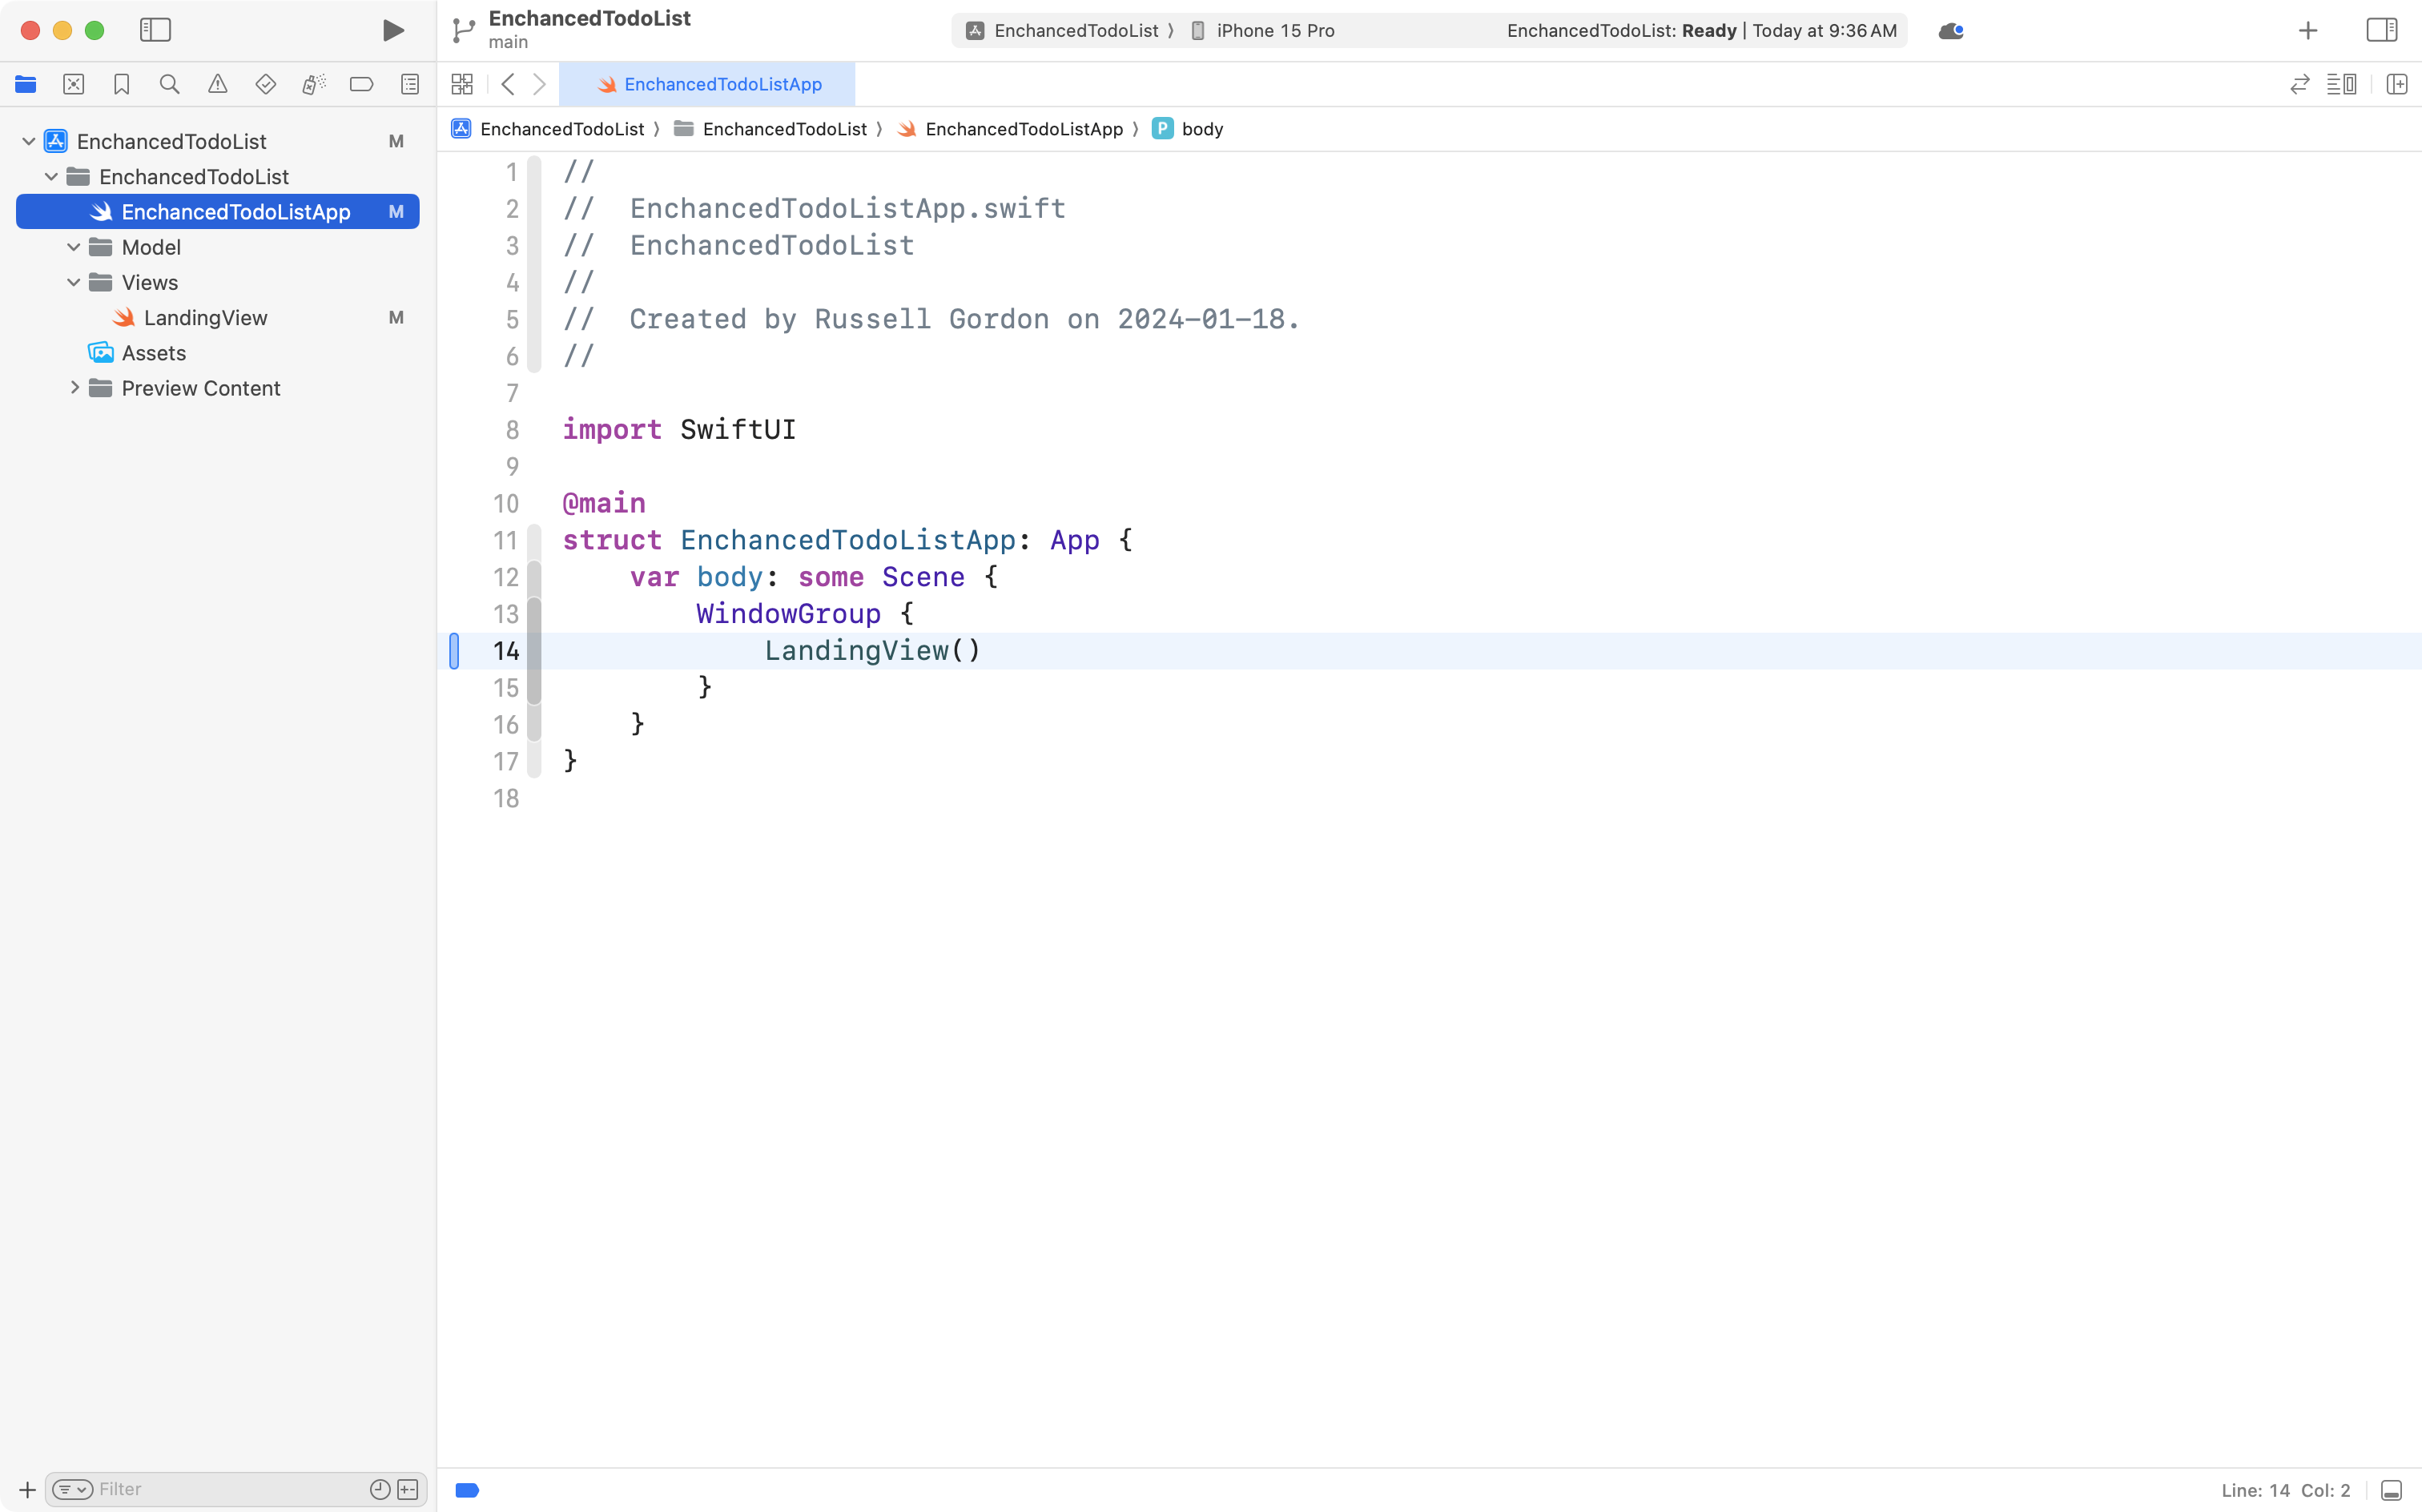 EnchancedTodoList
main
EnchancedTodoList 〉 iPhone 15 Pro
EnchancedTodoList: Ready | Today at 9:36 AM
EnchancedTodoListApp
EnchancedTodoList 〉 EnchancedTodoList 〉 EnchancedTodoListApp 〉 P body
EnchancedTodoList M
EnchancedTodoList
EnchancedTodoListApp M
Model
Views
LandingView M
Assets
Preview Content
1 //
2 //  EnchancedTodoListApp.swift
3 //  EnchancedTodoList
4 //
5 //  Created by Russell Gordon on 2024-01-18.
6 //
7
8 import SwiftUI
9
10 @main
11 struct EnchancedTodoListApp: App {
12     var body: some Scene {
13         WindowGroup {
14             LandingView()
15         }
16     }
17 }
18
Filter
Line: 14 Col: 2